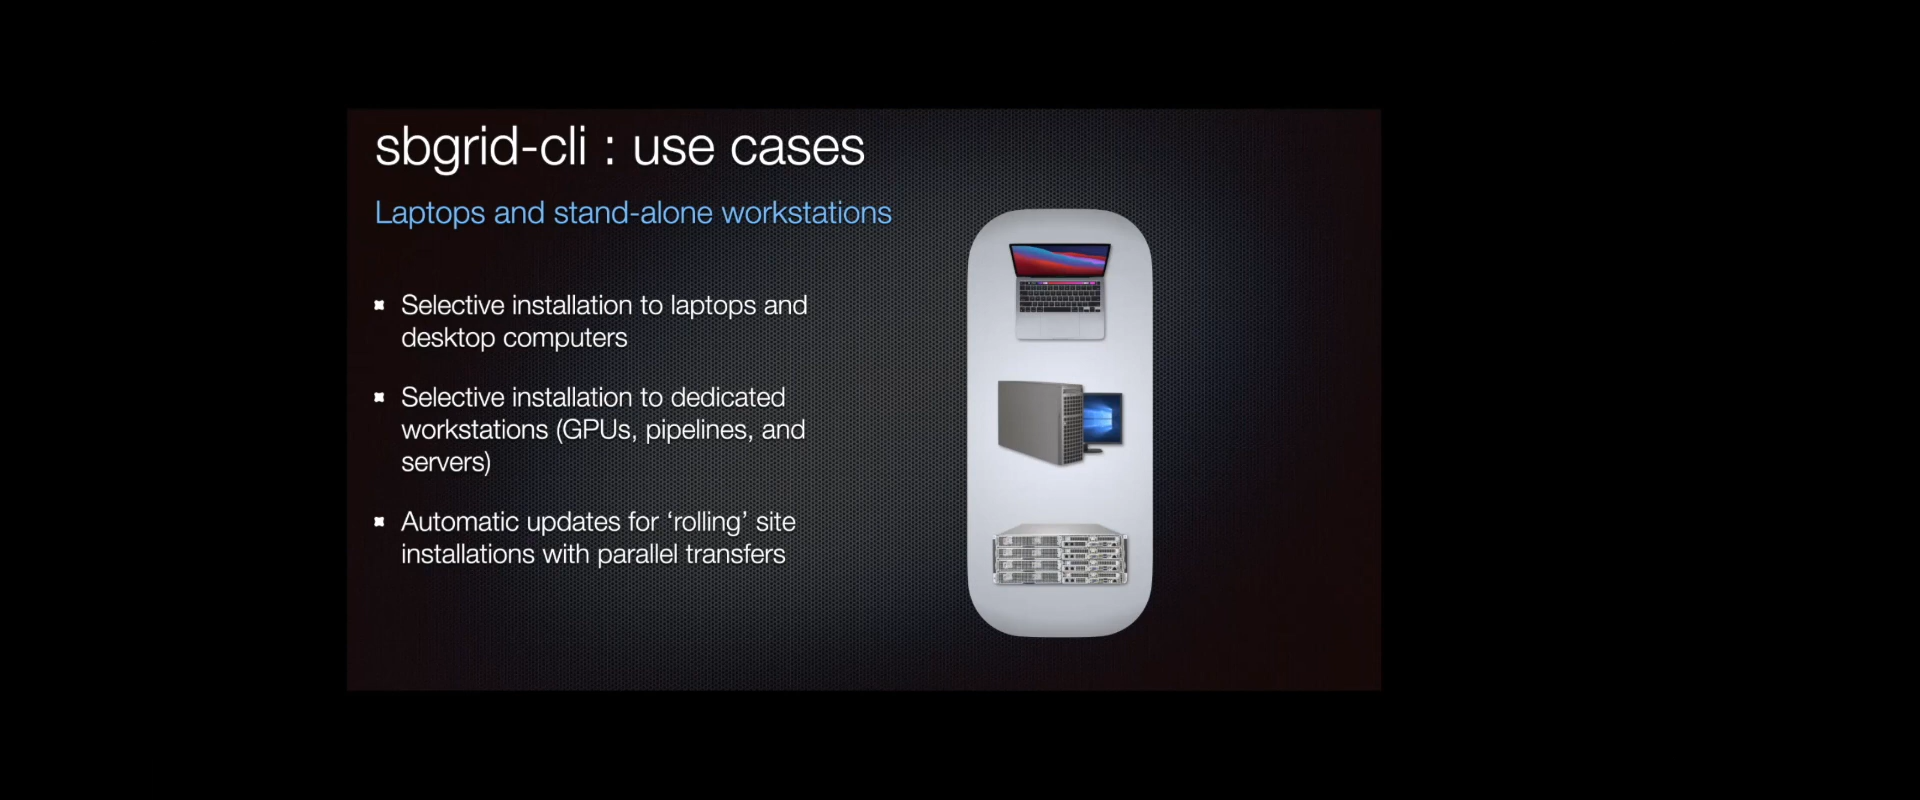 sbgrid-cli : use cases
Laptops and stand-alone workstations
Selective installation to laptops and
desktop computers
Selective installation to dedicated
workstations (GPUs, pipelines, and
servers)
Automatic updates for ‘rolling’ site
installations with parallel transfers